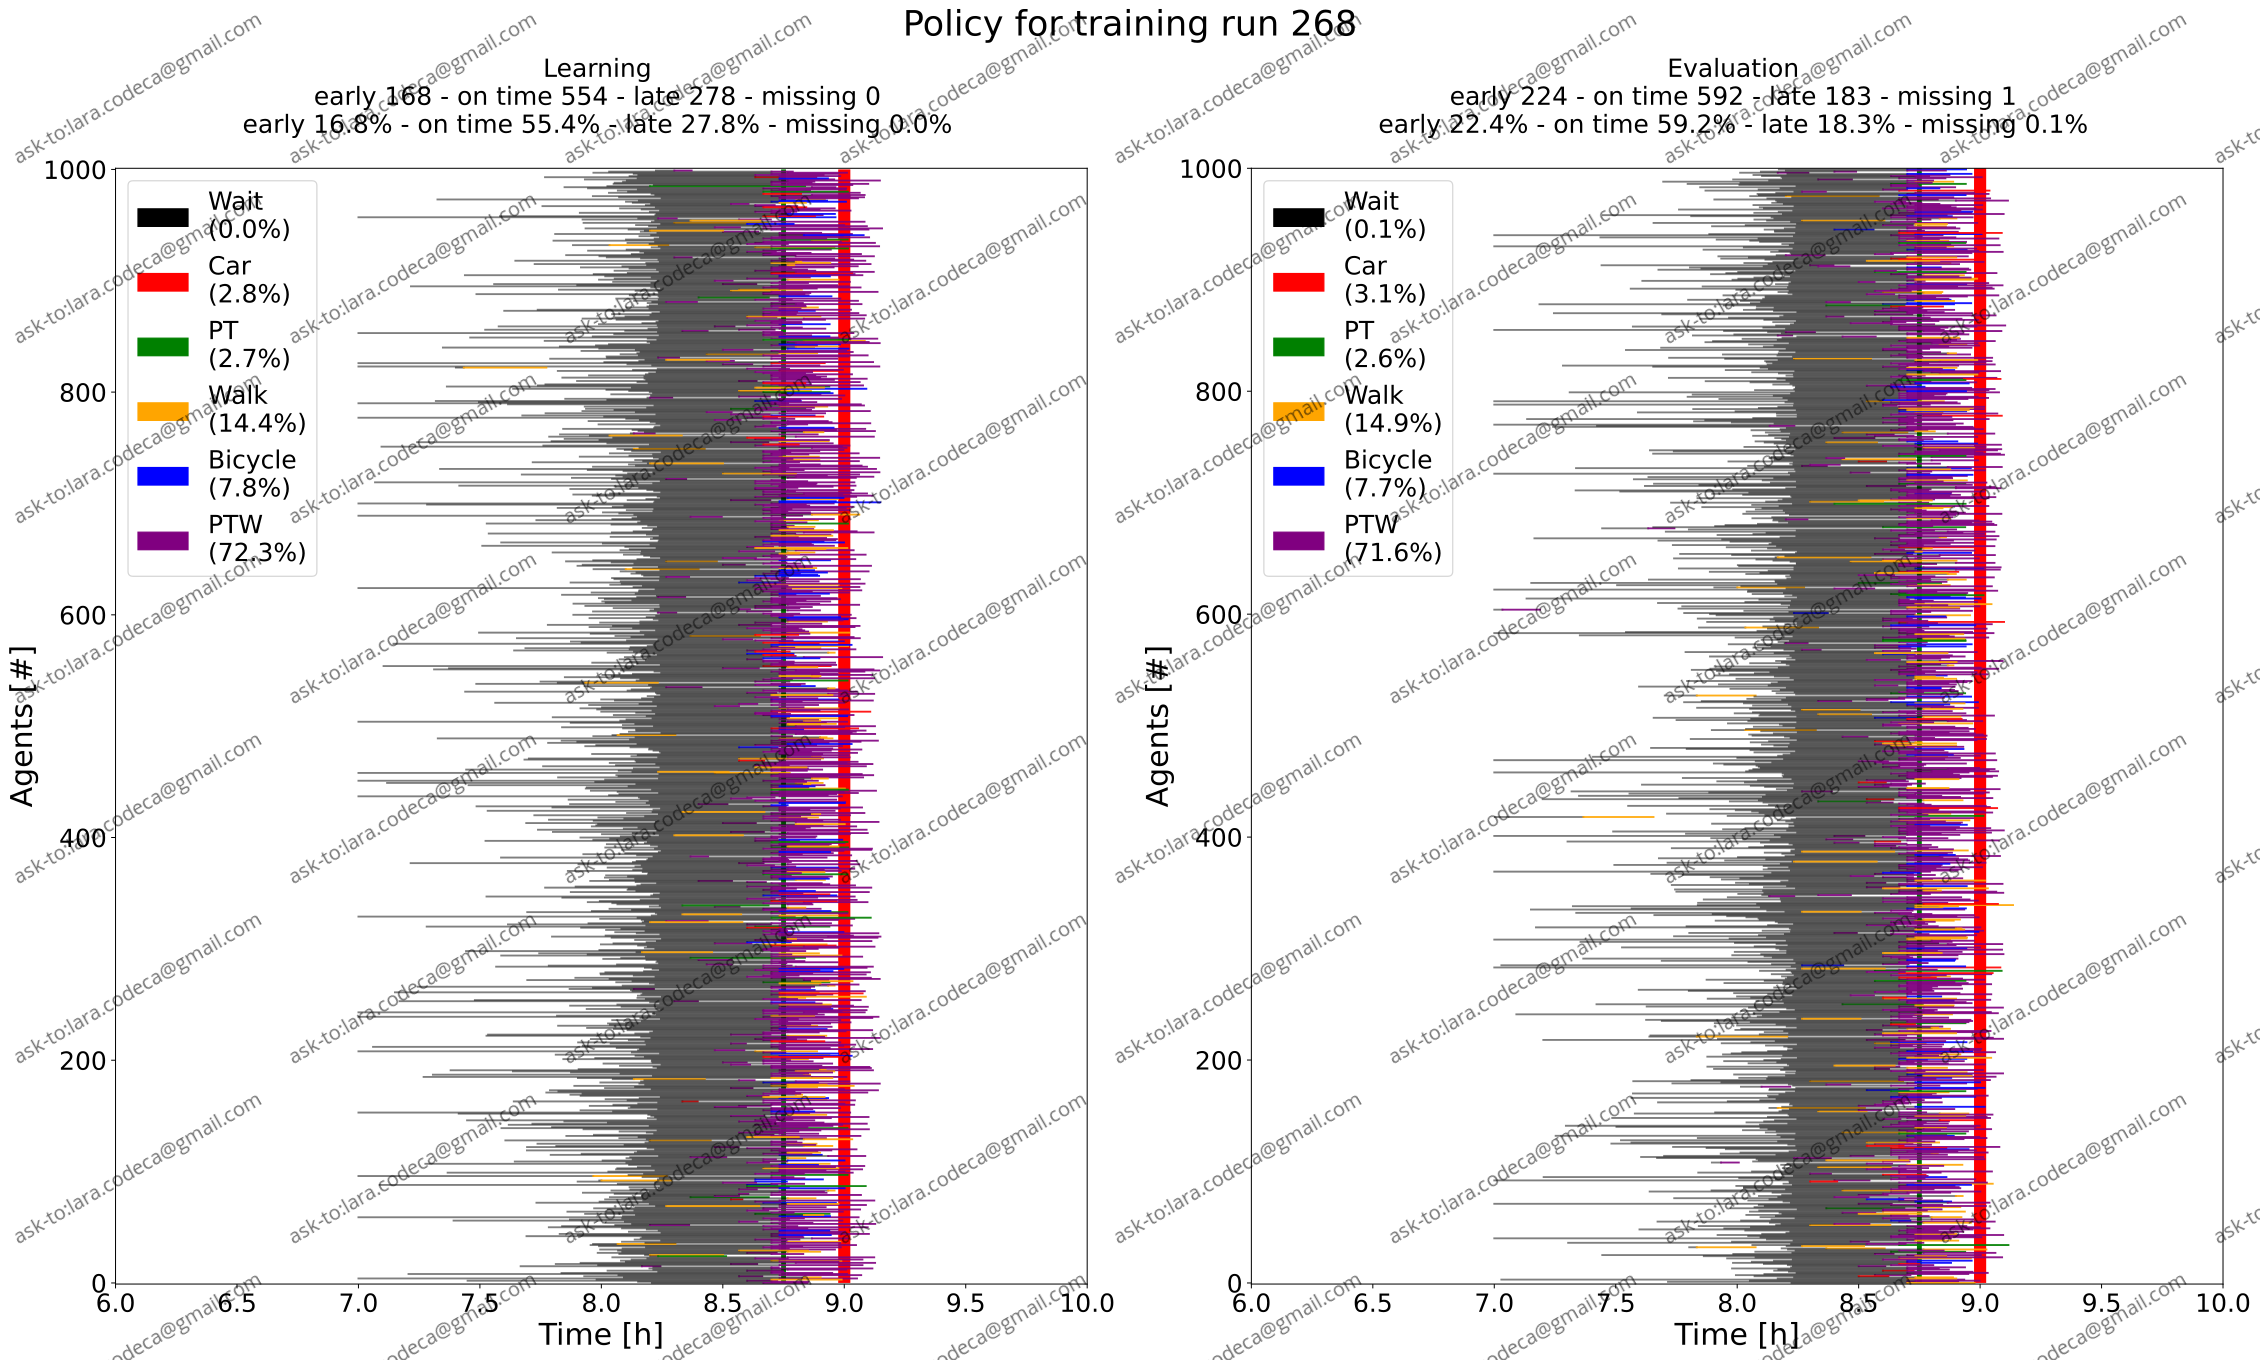 Policy for training run 268
Learning
early 168 - on time 554 - late 278 - missing 0
early 16.8% - on time 55.4% - late 27.8% - missing 0.0%
1000
800
600
400
200
0
Agents [#]
Wait
(0.0%)
Car
(2.8%)
PT
(2.7%)
Walk
(14.4%)
Bicycle
(7.8%)
PTW
(72.3%)
6.0 6.5 7.0 7.5 8.0 8.5 9.0 9.5 10.0
Time [h]
Evaluation
early 224 - on time 592 - late 183 - missing 1
early 22.4% - on time 59.2% - late 18.3% - missing 0.1%
1000
800
600
400
200
0
Agents [#]
Wait
(0.1%)
Car
(3.1%)
PT
(2.6%)
Walk
(14.9%)
Bicycle
(7.7%)
PTW
(71.6%)
6.0 6.5 7.0 7.5 8.0 8.5 9.0 9.5 10.0
Time [h]
ask-to:lara.codeca@gmail.com